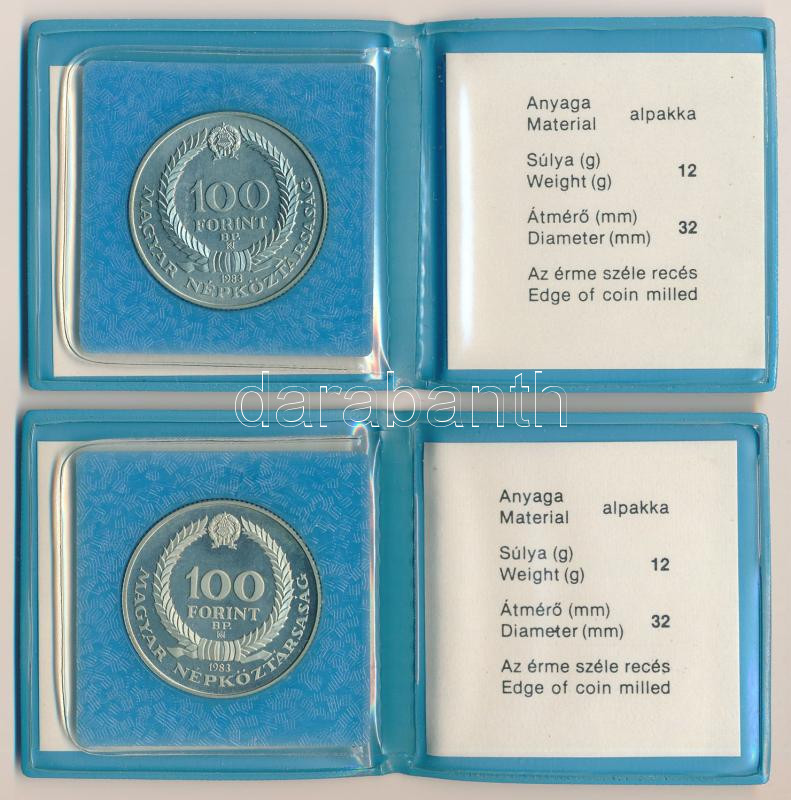 100
FORINT
BP.
1983
MAGYAR NÉPKÖZTÁRSASÁG
Anyaga
Material alpakka
Súlya (g)
Weight (g) 12
Átmérő (mm)
Diameter (mm) 32
Az érme széle recés
Edge of coin milled
darabanth
100
FORINT
BP.
1983
MAGYAR NÉPKÖZTÁRSASÁG
Anyaga
Material alpakka
Súlya (g)
Weight (g) 12
Átmérő (mm)
Diameter (mm) 32
Az érme széle recés
Edge of coin milled